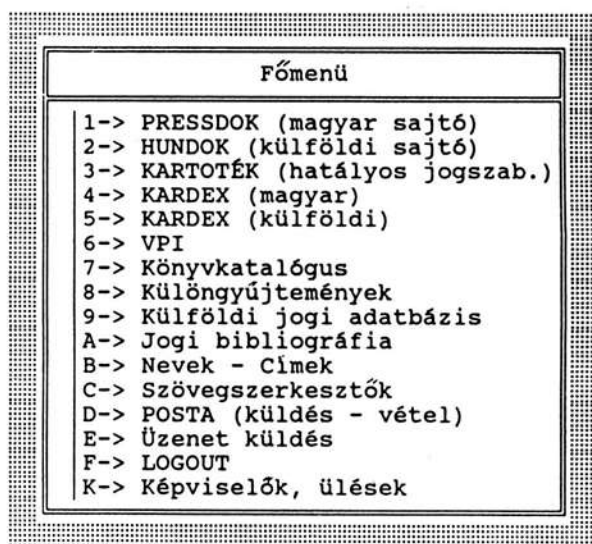 Főmenü
1-> PRESSDOK (magyar sajtó)
2-> HUNDOK (külföldi sajtó)
3-> KARTOTÉK (hatályos jogszab.)
4-> KARDEX (magyar)
5-> KARDEX (külföldi)
6-> VPI
7-> Könyvkatalógus
8-> Különgyűjtemények
9-> Külföldi jogi adatbázis
A-> Jogi bibliográfia
B-> Nevek - Címek
C-> Szövegszerkesztők
D-> POSTA (küldés - vétel)
E-> Üzenet küldés
F-> LOGOUT
K-> Képviselők, ülések